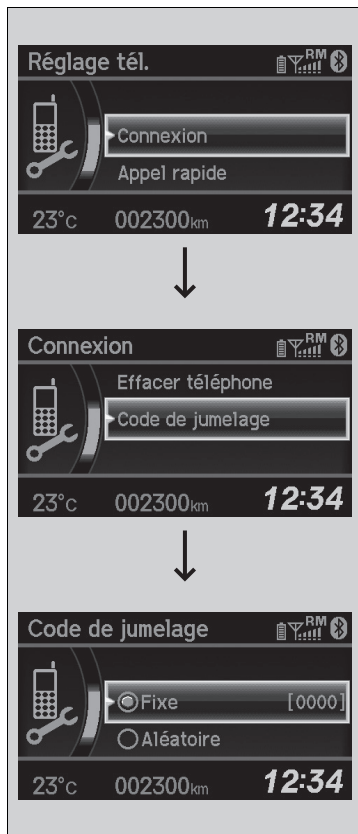 Réglage tél.
RM
Connexion
Appel rapide
23°c 002300km 12:34
Connexion
RM
Effacer téléphone
Code de jumelage
23°c 002300km 12:34
Code de jumelage
RM
Fixe [0000]
Aléatoire
23°c 002300km 12:34